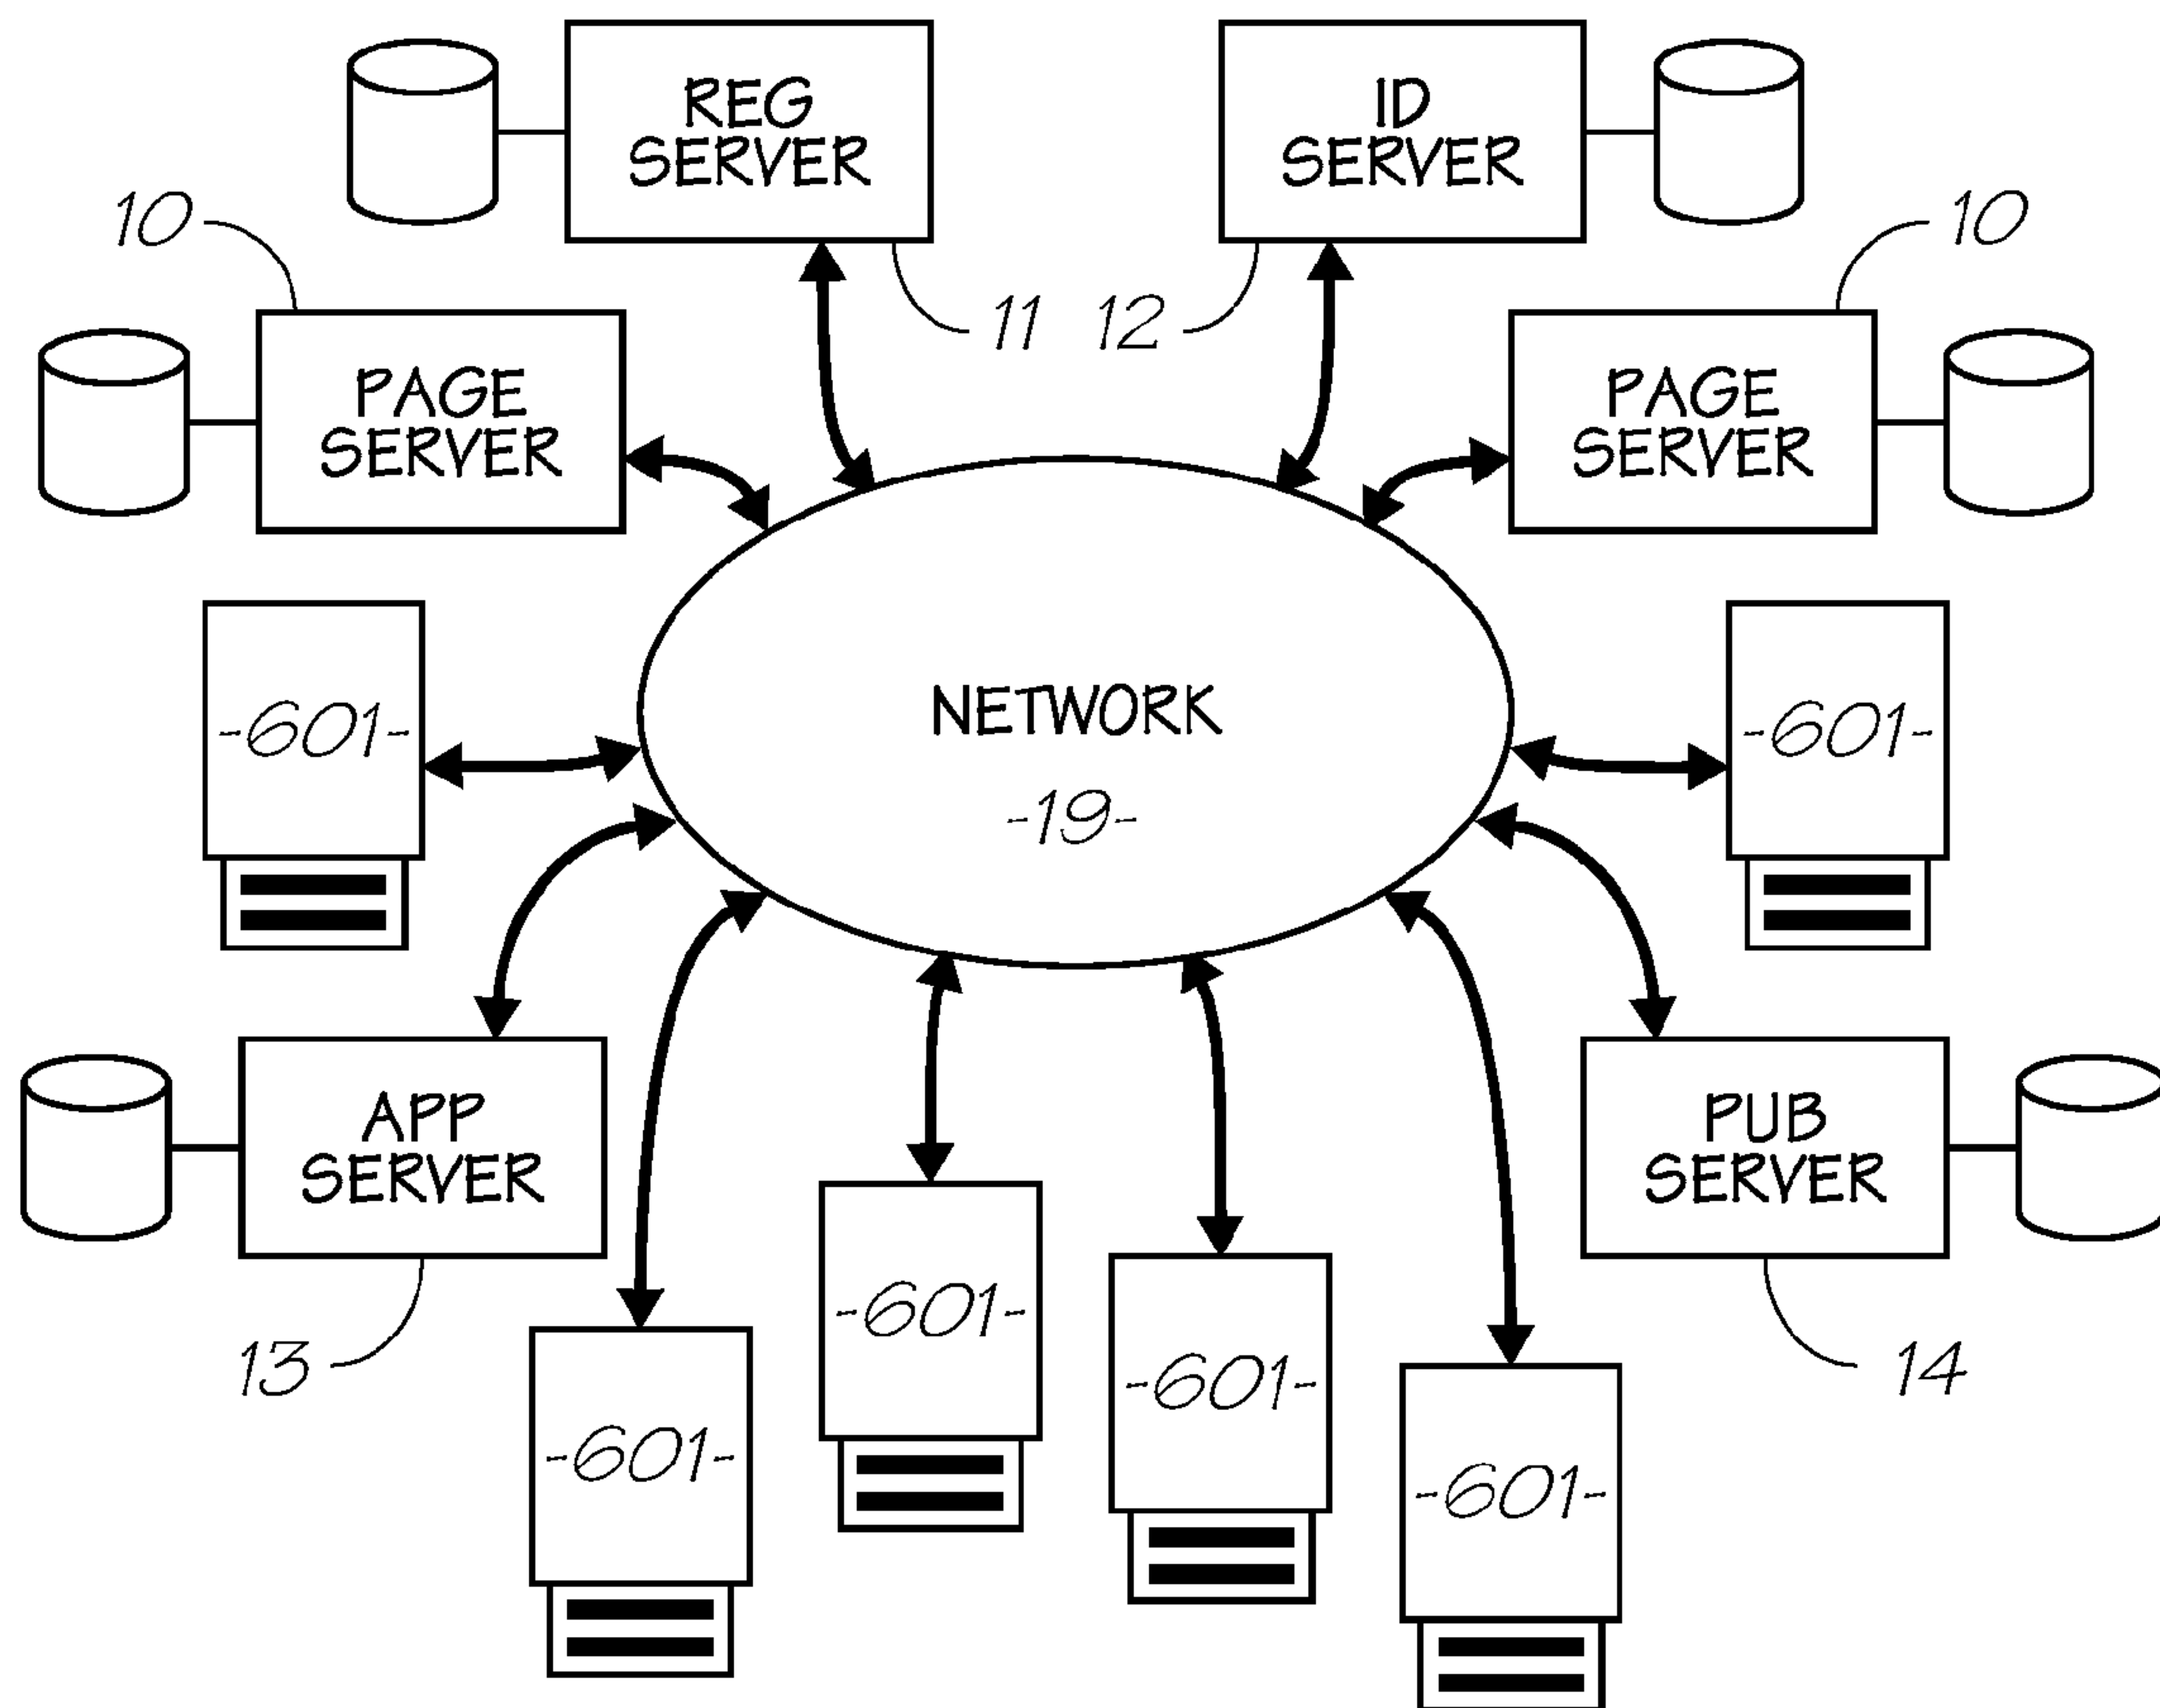 REG
SERVER
ID
SERVER
10
10
11
12
PAGE
SERVER
PAGE
SERVER
-601-
NETWORK
-19-
-601-
APP
SERVER
PUB
SERVER
13
-601-
-601-
-601-
-601-
14